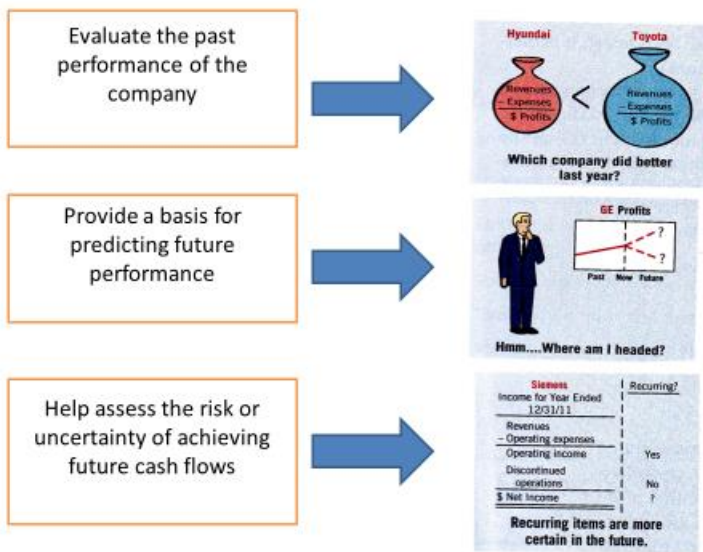 Evaluate the past
performance of the
company
Hyundai
Toyota
Revenues
– Expenses
$ Profits
<
Revenues
– Expenses
$ Profits
Which company did better
last year?
Provide a basis for
predicting future
performance
GE Profits
?
?
Past Now Future
Hmm....Where am I headed?
Help assess the risk or
uncertainty of achieving
future cash flows
Siemens
Recurring?
Income for Year Ended
12/31/11
Revenues
– Operating expenses
Operating income Yes
Discontinued
operations No
$ Net Income ?
Recurring items are more
certain in the future.